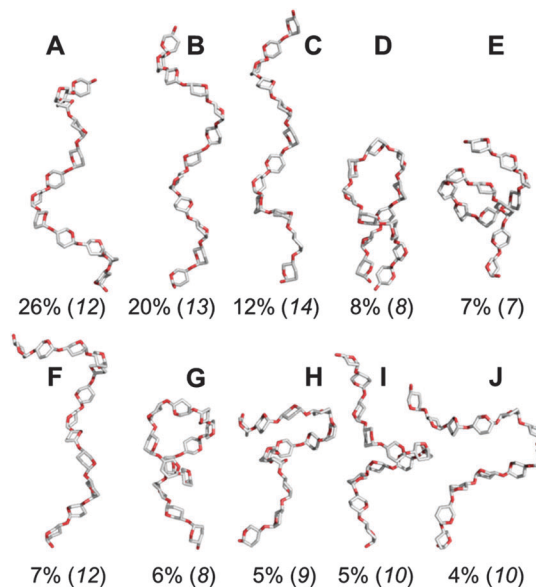 A B C D E
26% (12) 20% (13) 12% (14) 8% (8) 7% (7)
F G H I J
7% (12) 6% (8) 5% (9) 5% (10) 4% (10)